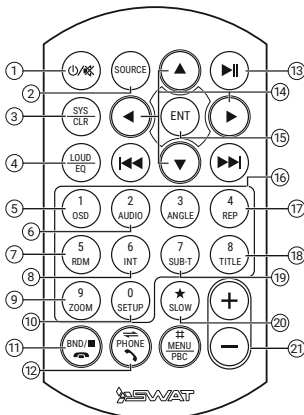 1
SOURCE
13
2
14
3
SYS
CLR
ENT
15
4
LOUD
EQ
16
5
1
OSD
2
AUDIO
3
ANGLE
4
REP
17
6
7
5
RDM
6
INT
7
SUB-T
8
TITLE
18
8
19
9
9
ZOOM
0
SETUP
SLOW
10
20
11
BND/
PHONE
#
MENU
PBC
21
12
SWAT